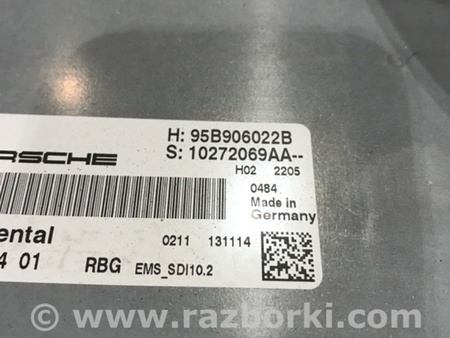 H: 95B906022B
RSCHE S: 10272069AA--
H02 2205
0484
Made in
Germany
ental
0211 131114
4 01 RBG EMS_SDI10.2
© www.razborki.com